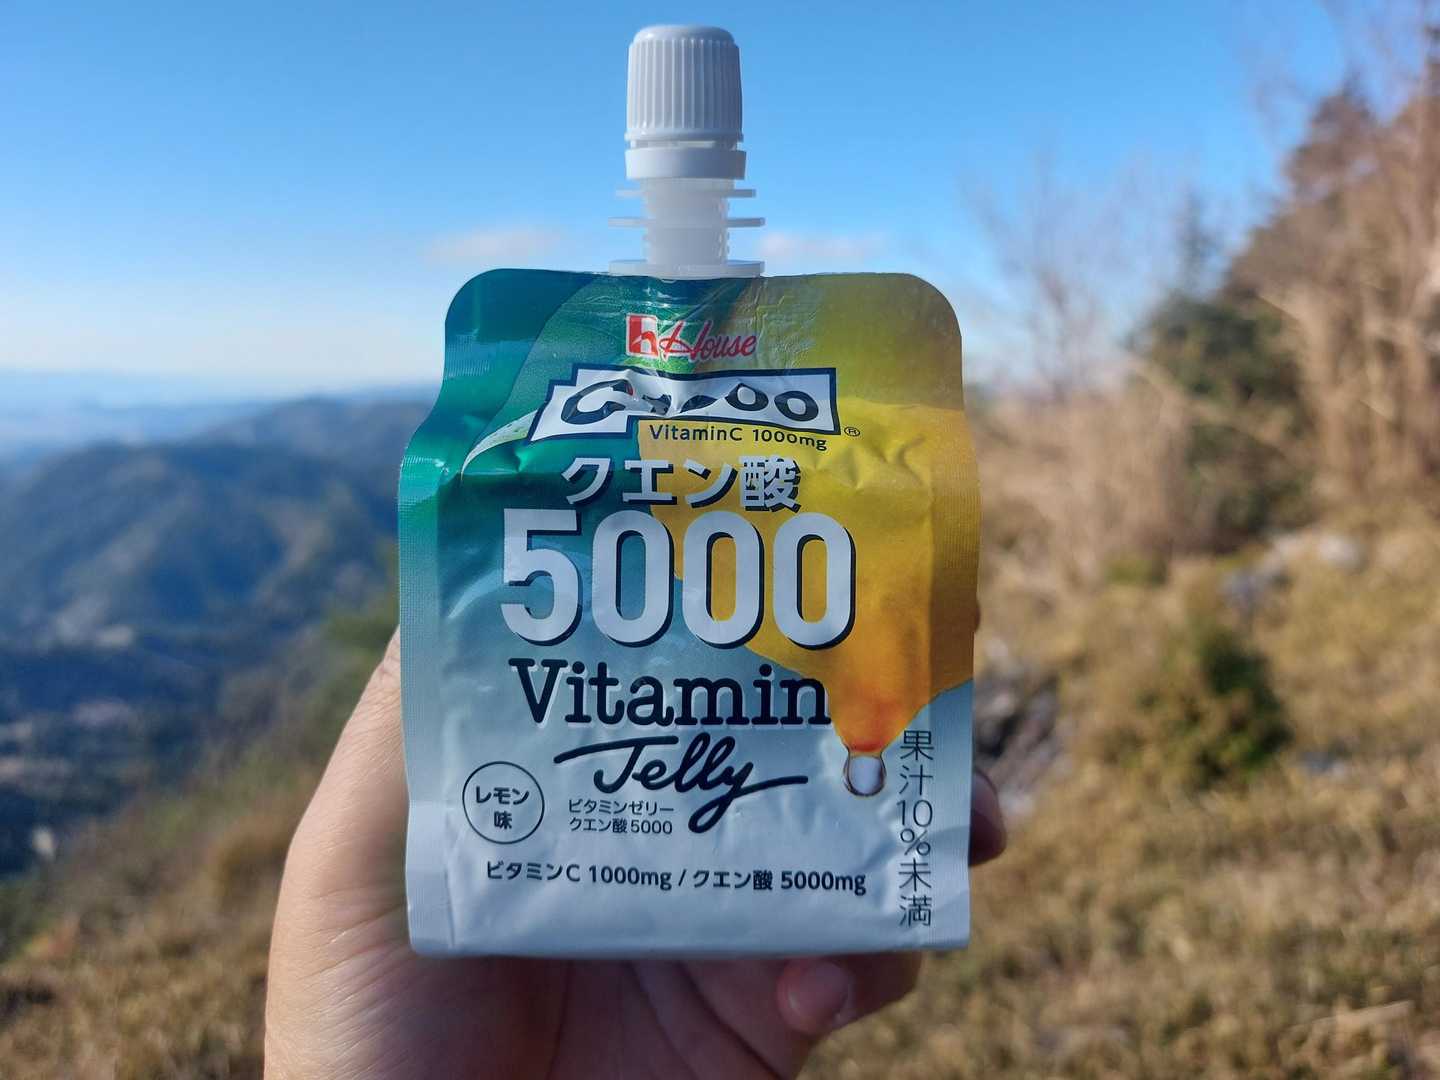 House
VitaminC 1000mg
クエン酸
5000
Vitamin
Jelly
レモン
味
ビタミンゼリー
クエン酸5000
ビタミンC 1000mg / クエン酸 5000mg
果汁10%未満